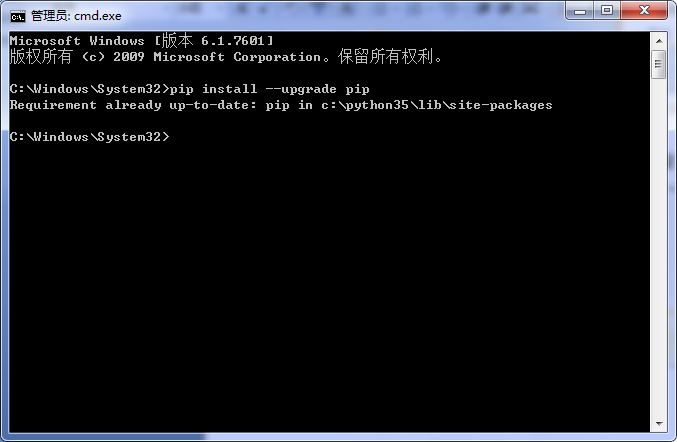 管理员: cmd.exe
Microsoft Windows [版本 6.1.7601]
版权所有 (c) 2009 Microsoft Corporation。保留所有权利。
C:\Windows\System32>pip install --upgrade pip
Requirement already up-to-date: pip in c:\python35\lib\site-packages
C:\Windows\System32>